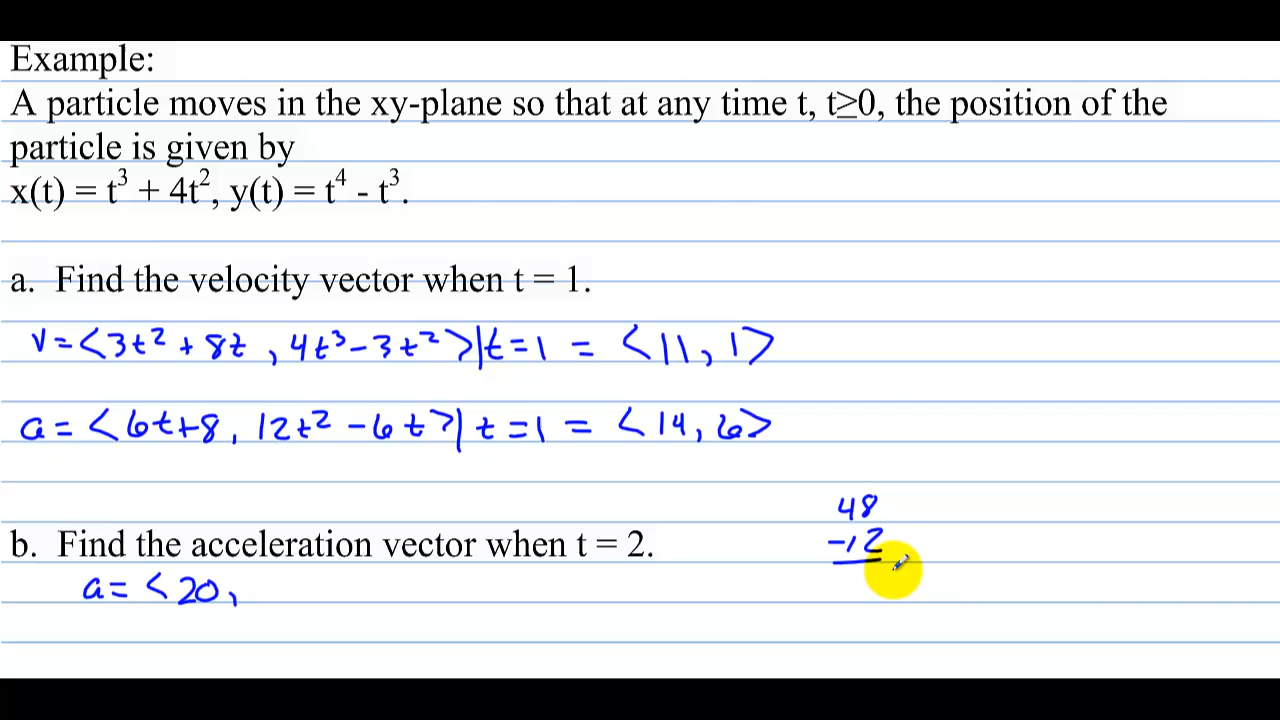 Example:
A particle moves in the xy-plane so that at any time t, t≥0, the position of the
particle is given by
x(t) = t³ + 4t², y(t) = t⁴ - t³.
a. Find the velocity vector when t = 1.
v = <3t² + 8t, 4t³ - 3t²>|t=1 = <11, 1>
a = <6t+8, 12t² - 6t>|t=1 = <14, 6>
48
b. Find the acceleration vector when t = 2.
-12
a = <20,